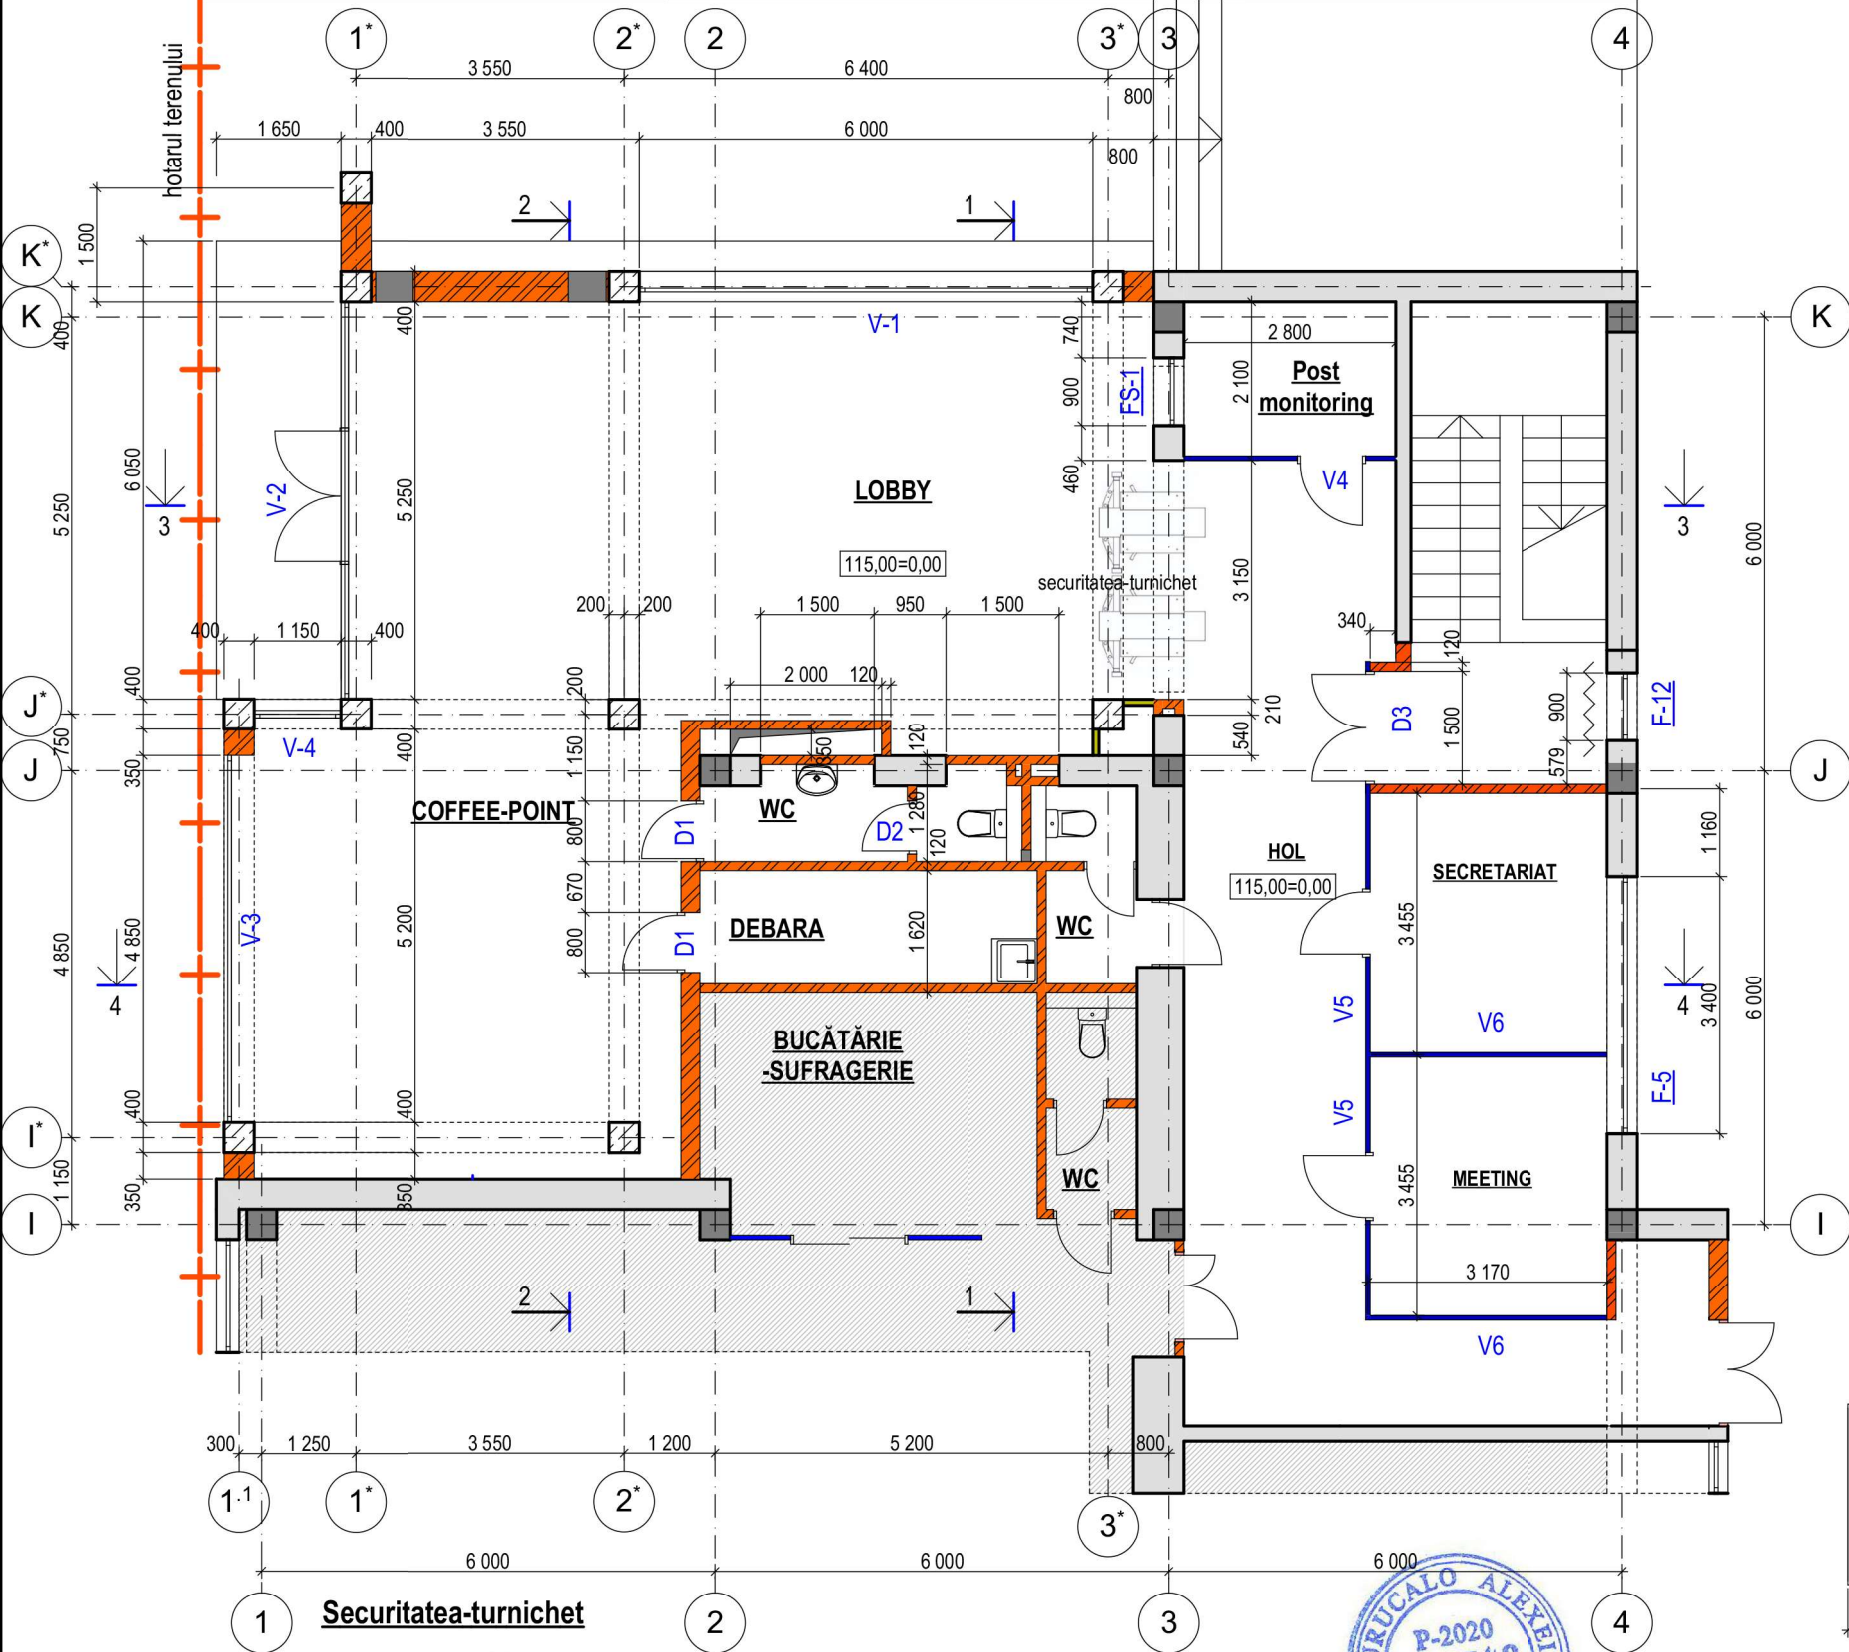 1* 2* 2 3* 3 4
hotarul terenului
3 550 6 400
800
1 650 400 3 550 6 000
800
2 1
1 500
K*
K K
400
400
V-1
740
2 800
Post
monitoring
2 100
900
FS-1
460
V4
6 050
5 250
V-2
5 250
3 3
LOBBY
115,00=0,00
securitatea-turnichet
3 150
6 000
200 200 1 500 950 1 500
400 1 150 400
340
120
400
2 000 120
200
J*
750
V-4
400
1 150
350
120
540
210
D3
1 500
900
579
F-12
J J
350
COFFEE-POINT
WC
D1
D2
1 280
120
800
HOL
115,00=0,00
SECRETARIAT
1 160
670
V-3
4 850
4 850
5 200
800
D1
DEBARA
1 620
WC
3 455
4 4
V5
V6
3 400
6 000
BUCĂTĂRIE
-SUFRAGERIE
400
400
V5
F-5
I*
1 150
350
350
WC
3 455
MEETING
I I
2 1
3 170
V6
300 1 250 3 550 1 200 5 200 800
1.1 1* 2* 3*
6 000 6 000 6 000
1 2 3 4
Securitatea-turnichet
RUCALO ALEXEI
P-2020